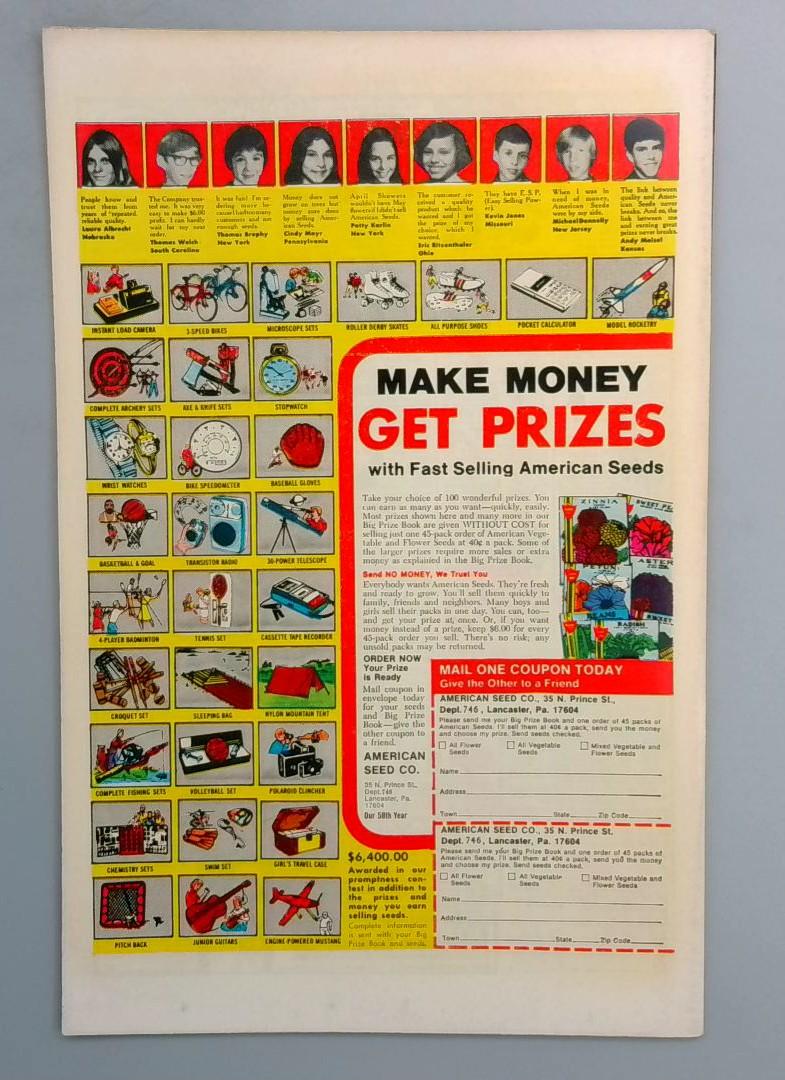 People know and
trust them from
years of "repeated,
reliable quality.
Laura Albrecht
Nebraska
The Company trus-
ted me. It was very
easy to make $6.00
profit. I can hardly
wait for my next
order.
Thomas Welch
South Carolina
It was fun! I'm or-
dering more be-
cause I had too many
customers and not
enough seeds.
Thomas Brophy
New York
Money does not
grow on trees but
money sure does
by selling Amer-
ican Seeds.
Cindy Mayr
Pennsylvania
April Showers
wouldn't have May
flowers if I didn't sell
American Seeds.
Patty Karlin
New York
The customer re-
ceived a quality
product which he
wanted and I got
the prize of my
choice, which I
wanted.
Eric Ritsenthaler
Ohio
They have E.S.P.
(Easy Selling Pow-
er).
Kevin Jones
Missouri
When I was in
need of money,
American Seeds
were by my side.
Michael Donnelly
New Jersey
The link between
quality and Amer-
ican Seeds never
breaks. And so, the
link between me
and earning great
prizes never breaks.
Andy Maisel
Kansas
INSTANT LOAD CAMERA
3-SPEED BIKES
MICROSCOPE SETS
ROLLER DERBY SKATES
ALL PURPOSE SHOES
POCKET CALCULATOR
MODEL ROCKETRY
COMPLETE ARCHERY SETS
AXE & KNIFE SETS
STOPWATCH
WRIST WATCHES
BIKE SPEEDOMETER
BASEBALL GLOVES
BASKETBALL & GOAL
TRANSISTOR RADIO
30-POWER TELESCOPE
4-PLAYER BADMINTON
TENNIS SET
CASSETTE TAPE RECORDER
CROQUET SET
SLEEPING BAG
NYLON MOUNTAIN TENT
COMPLETE FISHING SETS
VOLLEYBALL SET
POLAROID CLINCHER
CHEMISTRY SETS
SWIM SET
GIRL'S TRAVEL CASE
PITCH BACK
JUNIOR GUITARS
ENGINE-POWERED MUSTANG
MAKE MONEY
GET PRIZES
with Fast Selling American Seeds
Take your choice of 100 wonderful prizes. You
can earn as many as you want—quickly, easily.
Most prizes shown here and many more in our
Big Prize Book are given WITHOUT COST for
selling just one 45-pack order of American Vege-
table and Flower Seeds at 40¢ a pack. Some of
the larger prizes require more sales or extra
money as explained in the Big Prize Book.
Send NO MONEY, We Trust You
Everybody wants American Seeds. They're fresh
and ready to grow. You'll sell them quickly to
family, friends and neighbors. Many boys and
girls sell their packs in one day. You can, too—
and get your prize at once. Or, if you want
money instead of a prize, keep $6.00 for every
45-pack order you sell. There's no risk; any
unsold packs may be returned.
ZINNIA
SWEET PE
ASTER
PETUN
BEANS
RADISH
ORDER NOW
Your Prize
is Ready
Mail coupon in
envelope today
for your seeds
and Big Prize
Book—give the
other coupon to
a friend.
AMERICAN
SEED CO.
35 N. Prince St.,
Dept.746
Lancaster, Pa.
17604
Our 58th Year
$6,400.00
Awarded in our
promptness con-
test in addition to
the prizes and
money you earn
selling seeds.
Complete information
is sent with your Big
Prize Book and seeds.
MAIL ONE COUPON TODAY
Give the Other to a Friend
AMERICAN SEED CO., 35 N. Prince St.,
Dept.746, Lancaster, Pa. 17604
Please send me your Big Prize Book and one order of 45 packs of
American Seeds. I'll sell them at 40¢ a pack, send you the money
and choose my prize. Send seeds checked.
All Flower Seeds
All Vegetable Seeds
Mixed Vegetable and Flower Seeds
Name
Address
Town State Zip Code
AMERICAN SEED CO., 35 N. Prince St.
Dept. 746, Lancaster, Pa. 17604
Please send me your Big Prize Book and one order of 45 packs of
American Seeds. I'll sell them at 40¢ a pack, send you the money
and choose my prize. Send seeds checked.
All Flower Seeds
All Vegetable Seeds
Mixed Vegetable and Flower Seeds
Name
Address
Town State Zip Code